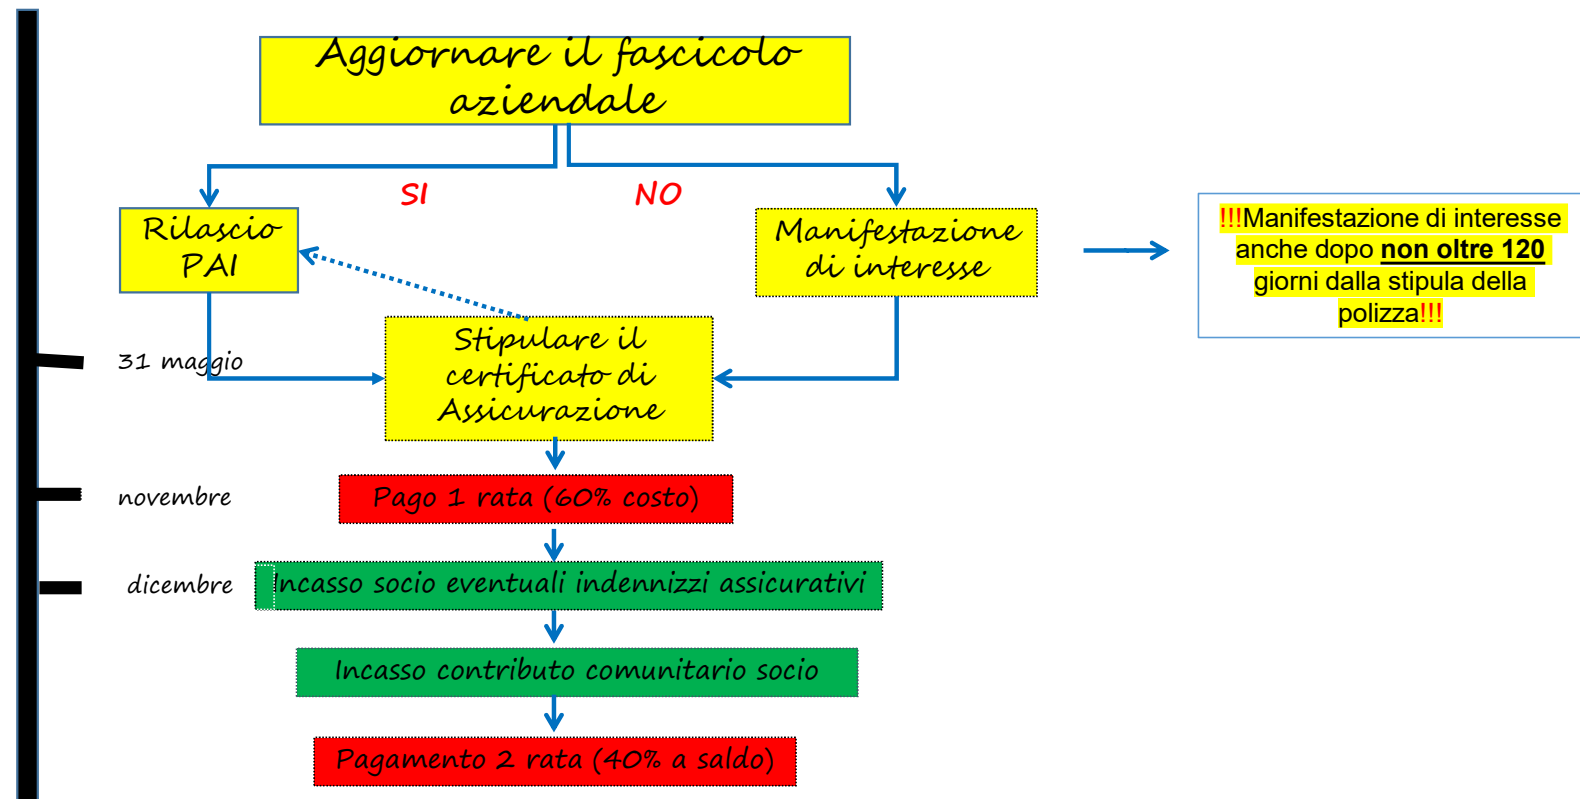 Aggiornare il fascicolo
aziendale
SI
NO
Rilascio
PAI
Manifestazione
di interesse
!!!Manifestazione di interesse
anche dopo non oltre 120
giorni dalla stipula della
polizza!!!
31 maggio
Stipulare il
certificato di
Assicurazione
novembre
Pago 1 rata (60% costo)
dicembre
Incasso socio eventuali indennizzi assicurativi
Incasso contributo comunitario socio
Pagamento 2 rata (40% a saldo)